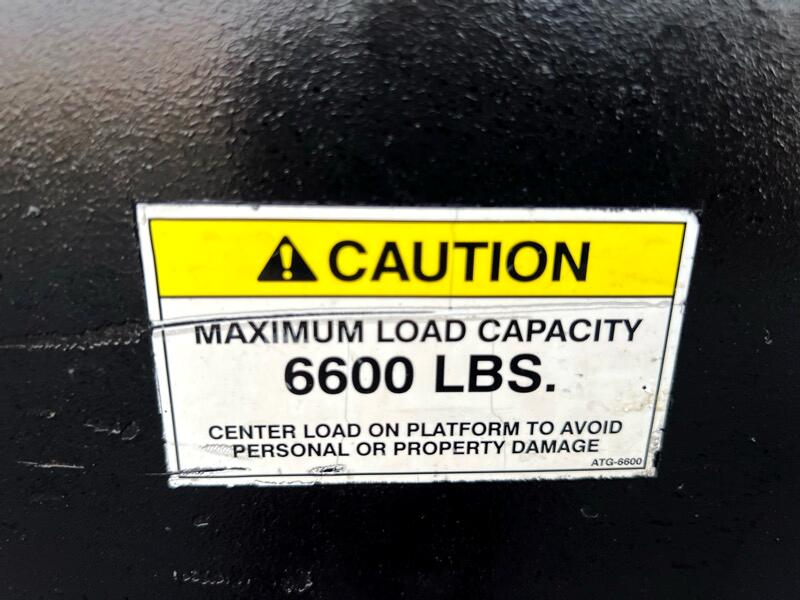 CAUTION
MAXIMUM LOAD CAPACITY
6600 LBS.
CENTER LOAD ON PLATFORM TO AVOID
PERSONAL OR PROPERTY DAMAGE
ATG-6600